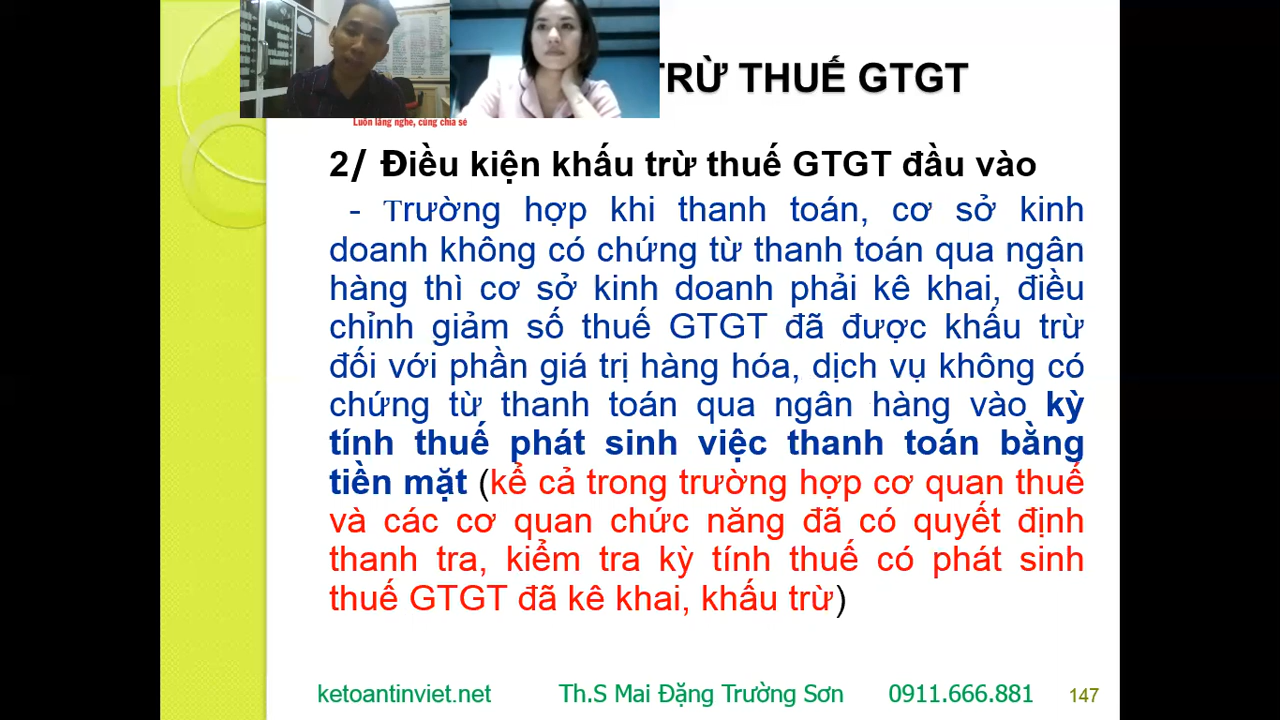 TRỪ THUẾ GTGT
Luôn lắng nghe, cùng chia sẻ
2/ Điều kiện khấu trừ thuế GTGT đầu vào
- Trường hợp khi thanh toán, cơ sở kinh
doanh không có chứng từ thanh toán qua ngân
hàng thì cơ sở kinh doanh phải kê khai, điều
chỉnh giảm số thuế GTGT đã được khấu trừ
đối với phần giá trị hàng hóa, dịch vụ không có
chứng từ thanh toán qua ngân hàng vào kỳ
tính thuế phát sinh việc thanh toán bằng
tiền mặt (kể cả trong trường hợp cơ quan thuế
và các cơ quan chức năng đã có quyết định
thanh tra, kiểm tra kỳ tính thuế có phát sinh
thuế GTGT đã kê khai, khấu trừ)
ketoantinviet.net Th.S Mai Đặng Trường Sơn 0911.666.881 147